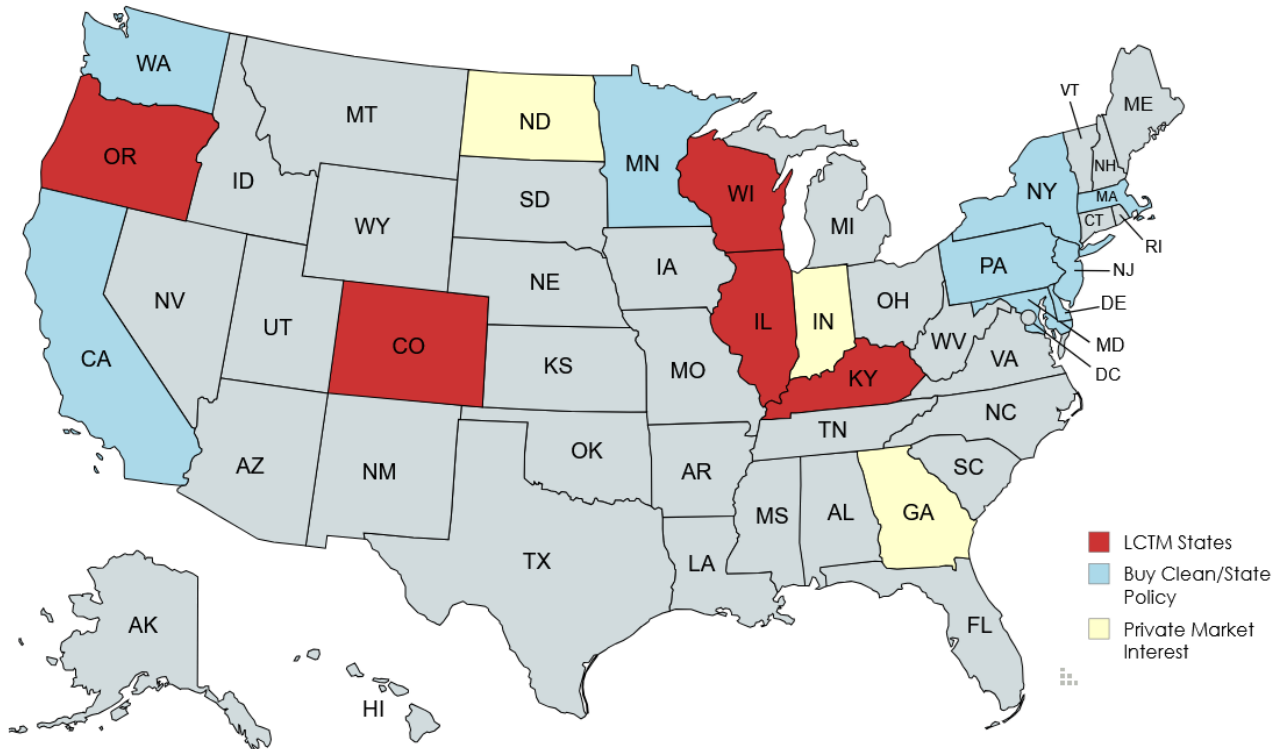 WA
OR
CA
ID
NV
MT
WY
UT
CO
AZ
NM
ND
SD
NE
KS
OK
TX
MN
IA
MO
AR
LA
WI
IL
MI
IN
OH
KY
TN
MS
AL
GA
FL
SC
NC
VA
WV
PA
NY
VT
NH
ME
MA
CT
RI
NJ
DE
MD
DC
AK
HI
LCTM States
Buy Clean/State
Policy
Private Market
Interest